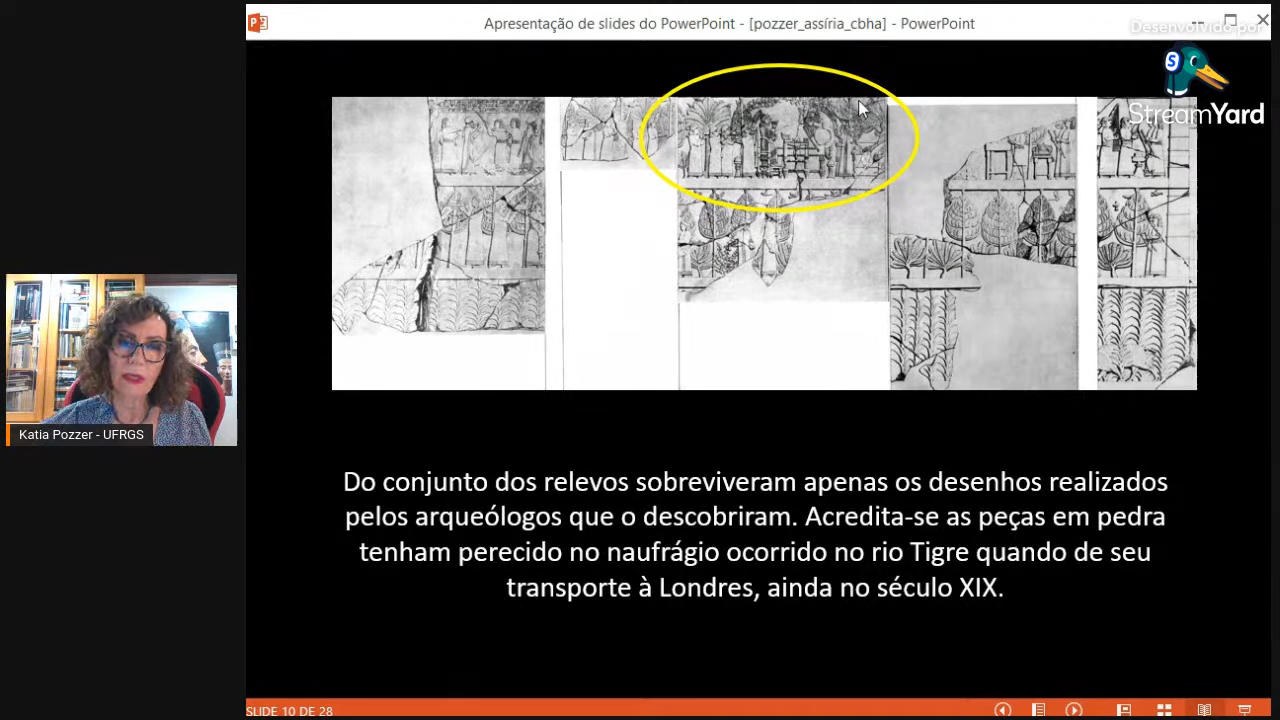 Apresentação de slides do PowerPoint - [pozzer_assíria_cbha] - PowerPoint
Desenvolvido por
StreamYard
Katia Pozzer - UFRGS
Do conjunto dos relevos sobreviveram apenas os desenhos realizados
pelos arqueólogos que o descobriram. Acredita-se as peças em pedra
tenham perecido no naufrágio ocorrido no rio Tigre quando de seu
transporte à Londres, ainda no século XIX.
SLIDE 10 DE 28